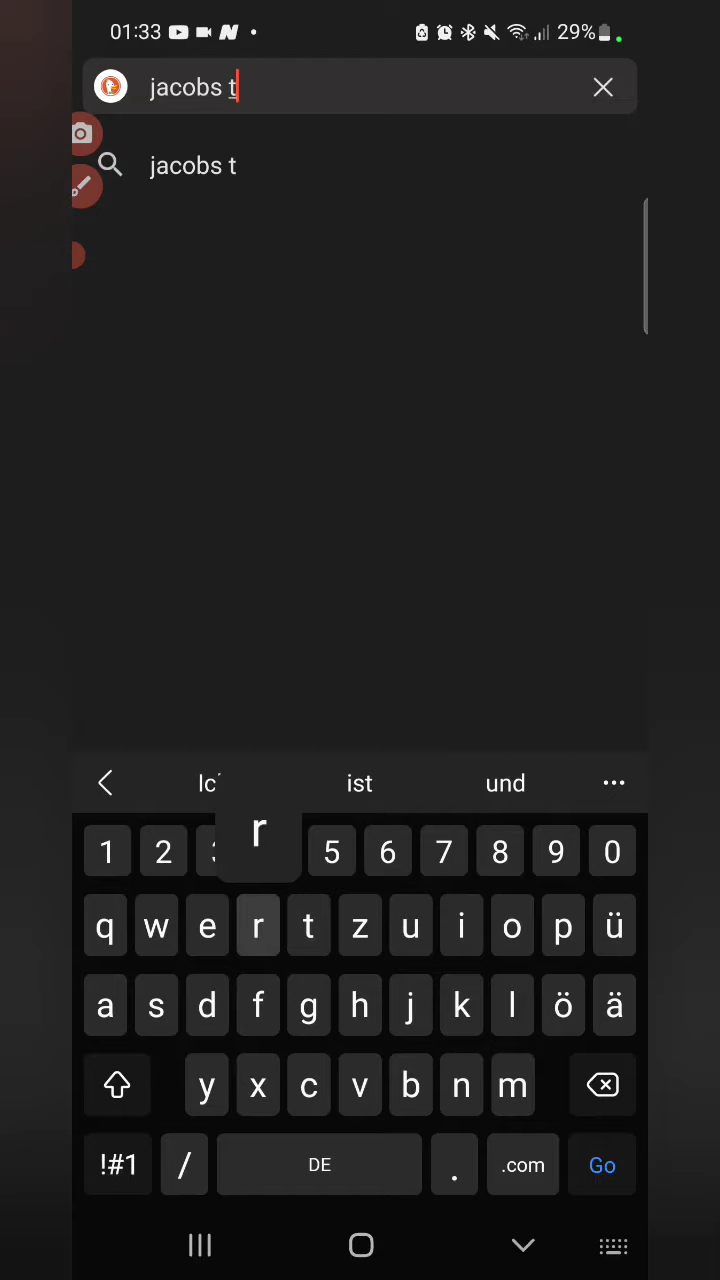 01:33 29%
jacobs t
jacobs t
ist und
r
1 2 5 6 7 8 9 0
q w e r t z u i o p ü
a s d f g h j k l ö ä
y x c v b n m
!#1 / DE . .com Go